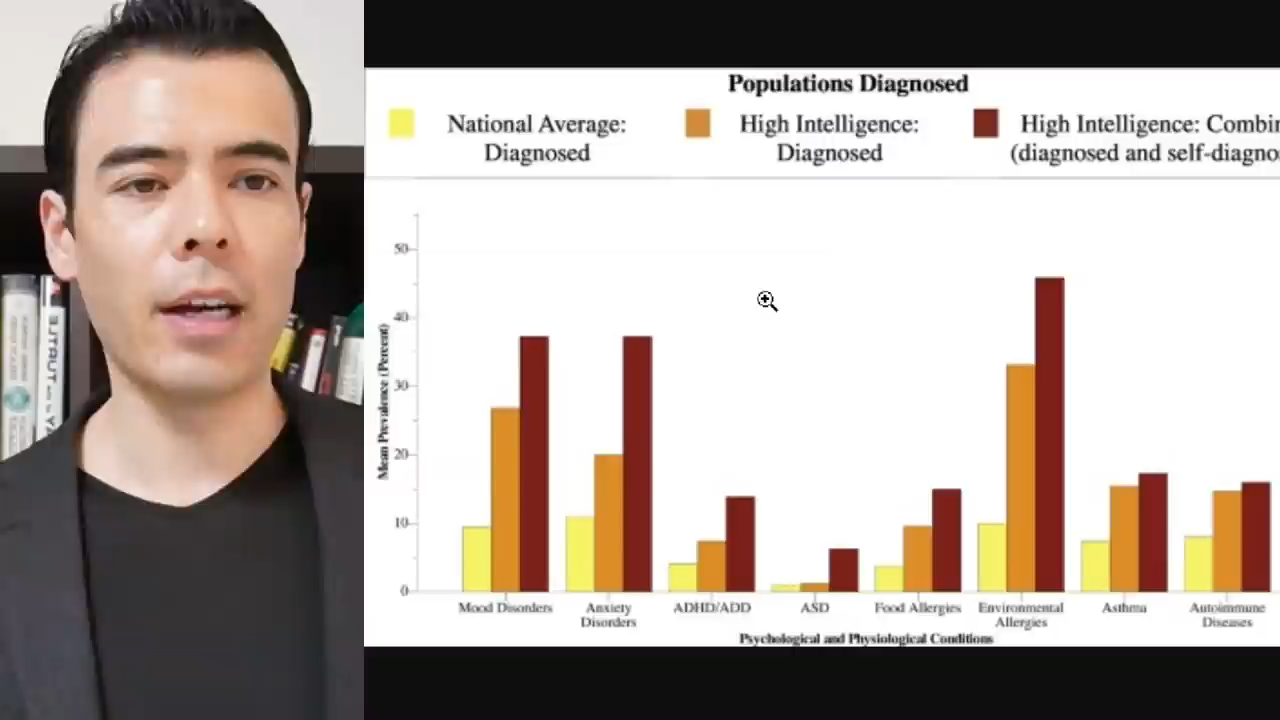 Populations Diagnosed
National Average:
Diagnosed
High Intelligence:
Diagnosed
High Intelligence: Combin
(diagnosed and self-diagno
50
40
30
20
10
0
Mean Prevalence (Percent)
Mood Disorders
Anxiety
Disorders
ADHD/ADD
ASD
Food Allergies
Environmental
Allergies
Asthma
Autoimmune
Diseases
Psychological and Physiological Conditions